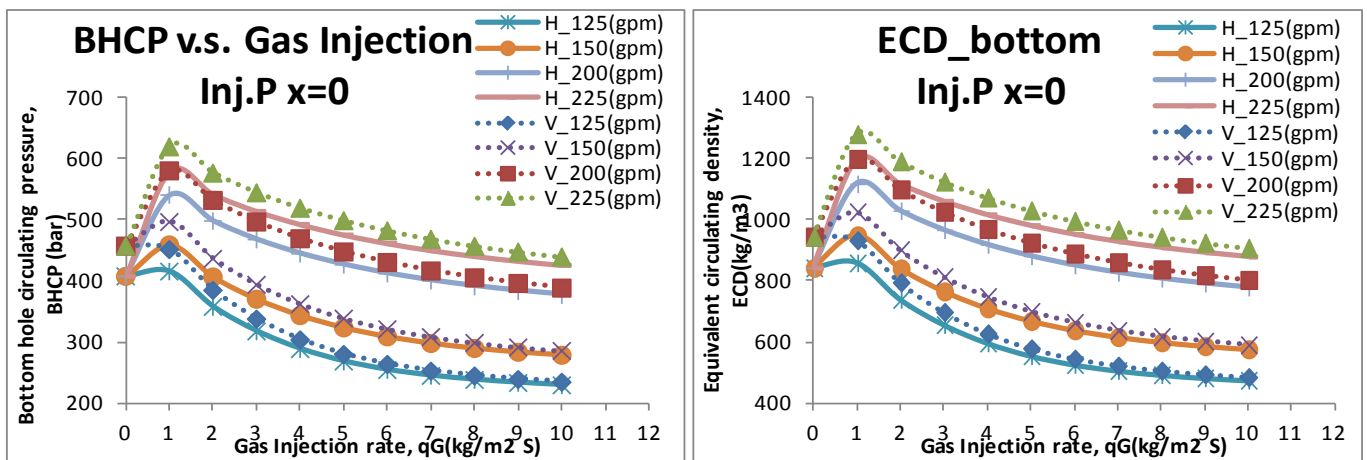 BHCP v.s. Gas Injection
Inj.P x=0
H_125(gpm)
H_150(gpm)
H_200(gpm)
H_225(gpm)
V_125(gpm)
V_150(gpm)
V_200(gpm)
V_225(gpm)
Bottom hole circulating pressure,
BHCP (bar)
700
600
500
400
300
200
0 1 2 3 4 5 6 7 8 9 10 11 12
Gas Injection rate, qG(kg/m2 S)
ECD_bottom
Inj.P x=0
H_125(gpm)
H_150(gpm)
H_200(gpm)
H_225(gpm)
V_125(gpm)
V_150(gpm)
V_200(gpm)
V_225(gpm)
Equivalent circulating density,
ECD(kg/m3)
1400
1200
1000
800
600
400
0 1 2 3 4 5 6 7 8 9 10 11 12
Gas Injection rate, qG(kg/m2 S)